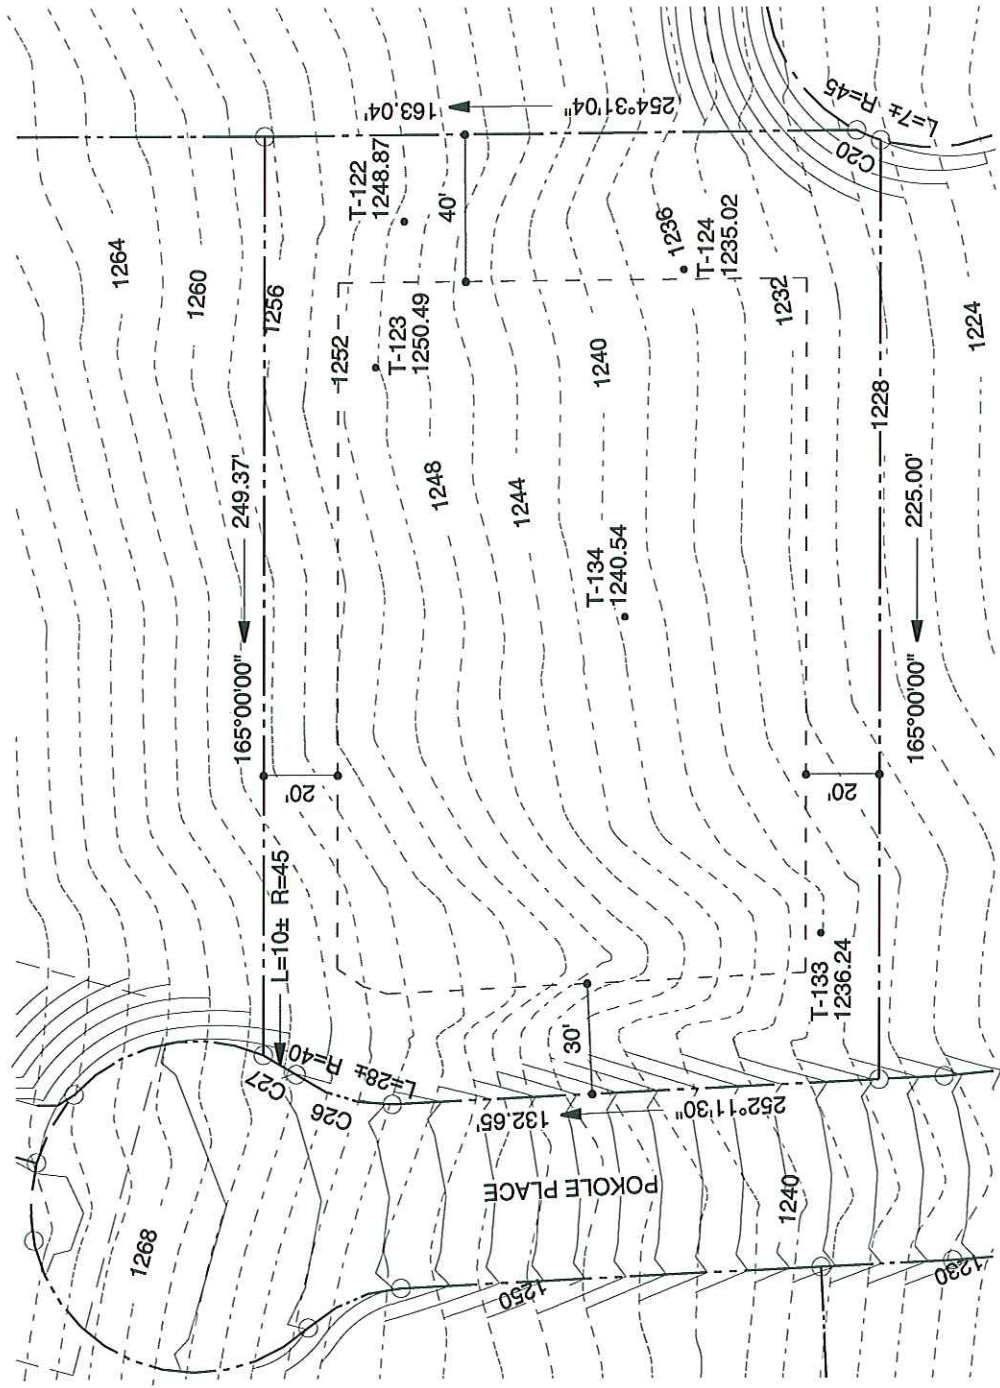 163.04'
254°31'04"
L=7± R=45
C20
T-122
1248.87
40'
1264
1260
1256
1252
T-123
1250.49
1236
T-124
1235.02
1232
1240
1228
1224
1248
1244
249.37'
165°00'00"
T-134
1240.54
225.00'
165°00'00"
20'
20'
L=10± R=45
C27
L=28± R=40
C26
30'
T-133
1236.24
132.65'
252°11'30"
POKOLE PLACE
1268
1240
1250
1230